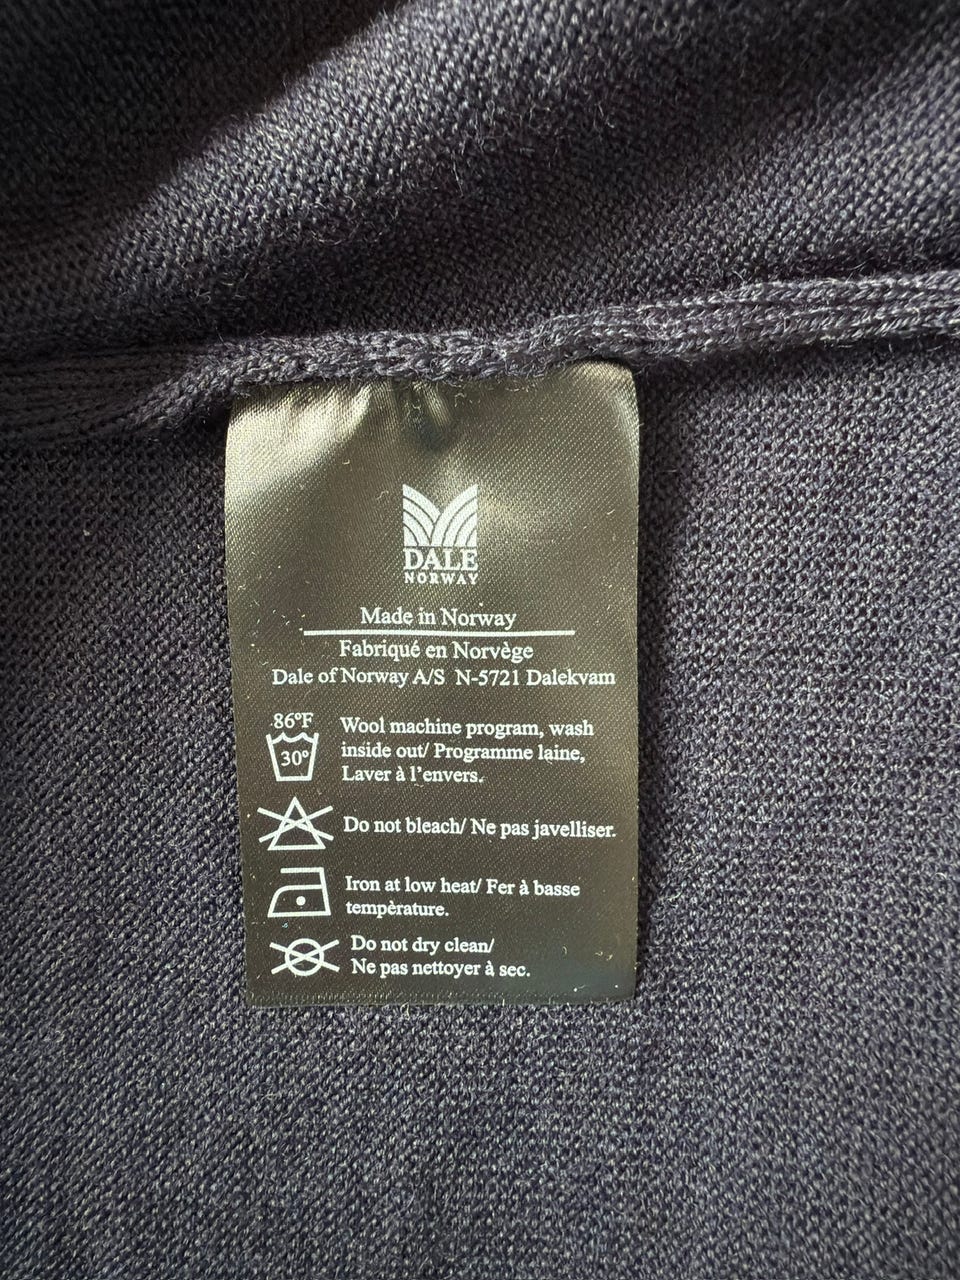 DALE
NORWAY
Made in Norway
Fabriqué en Norvège
Dale of Norway A/S N-5721 Dalekvam
86°F
30°
Wool machine program, wash
inside out/ Programme laine,
Laver à l'envers.
Do not bleach/ Ne pas javelliser.
Iron at low heat/ Fer à basse
tempèrature.
Do not dry clean/
Ne pas nettoyer à sec.